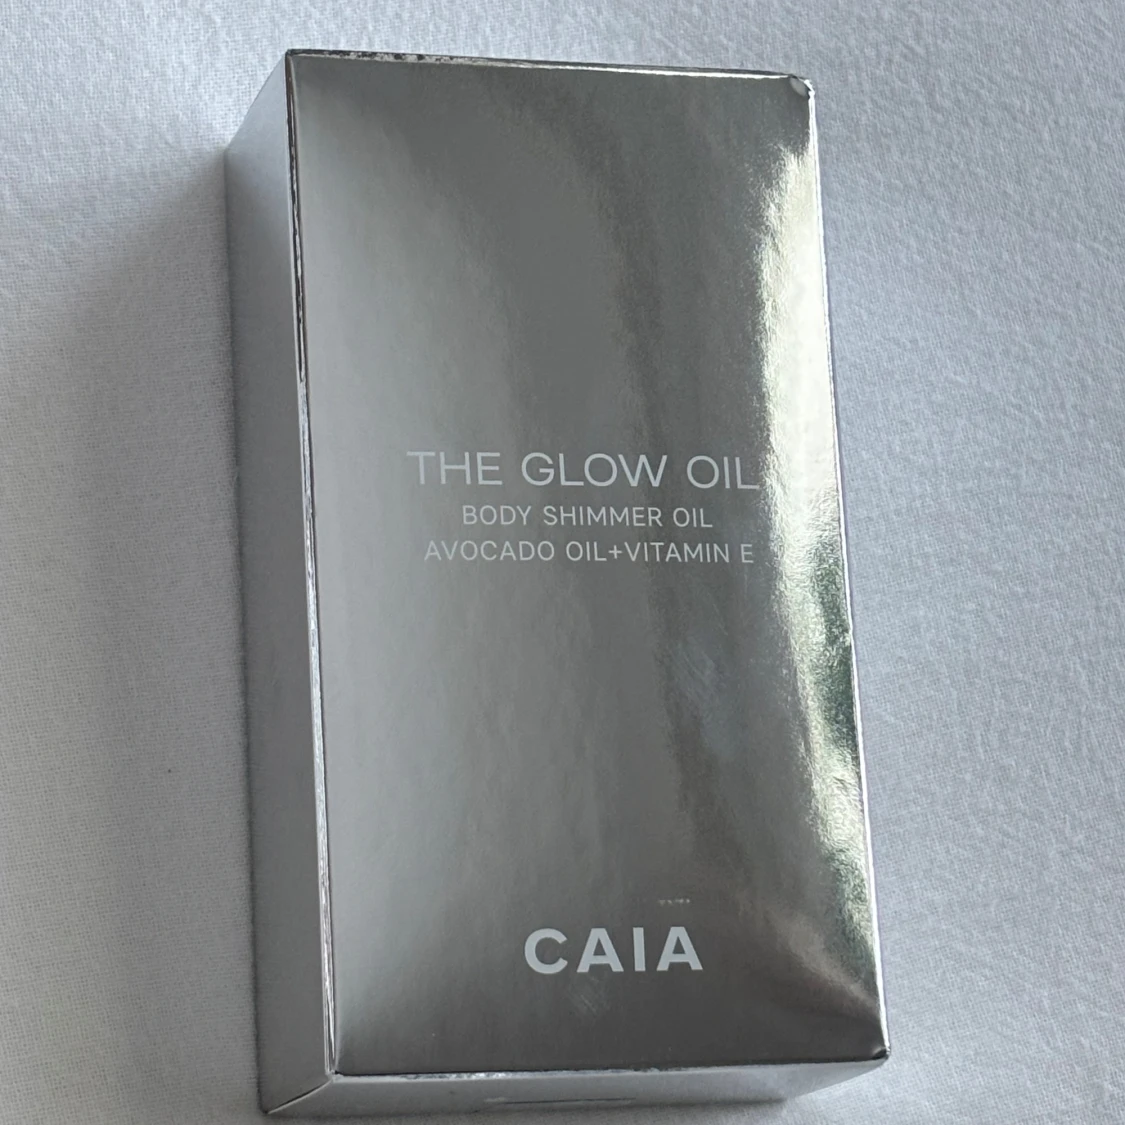 THE GLOW OIL
BODY SHIMMER OIL
AVOCADO OIL+VITAMIN E
CAIA